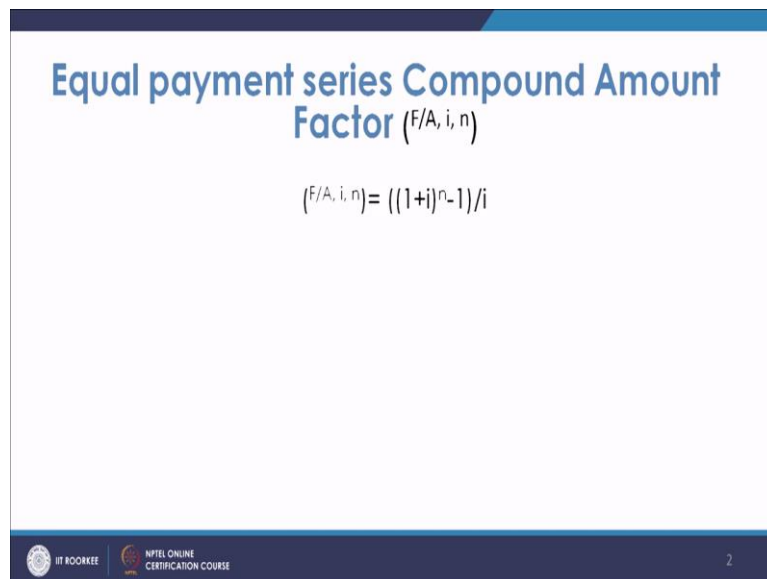 Equal payment series Compound Amount
Factor (F/A, i, n)
(F/A, i, n)= ((1+i)ⁿ-1)/i
IIT ROORKEE
NPTEL ONLINE
CERTIFICATION COURSE
2